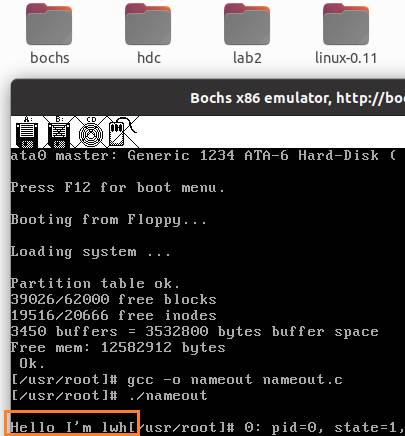 bochs hdc lab2 linux-0.11
Bochs x86 emulator, http://boc
A: B: CD
ata0 master: Generic 1234 ATA-6 Hard-Disk (
Press F12 for boot menu.
Booting from Floppy...
Loading system ...
Partition table ok.
39026/62000 free blocks
19516/20666 free inodes
3450 buffers = 3532800 bytes buffer space
Free mem: 12582912 bytes
Ok.
[/usr/root]# gcc -o nameout nameout.c
[/usr/root]# ./nameout
Hello I'm lwh[/usr/root]# 0: pid=0, state=1,